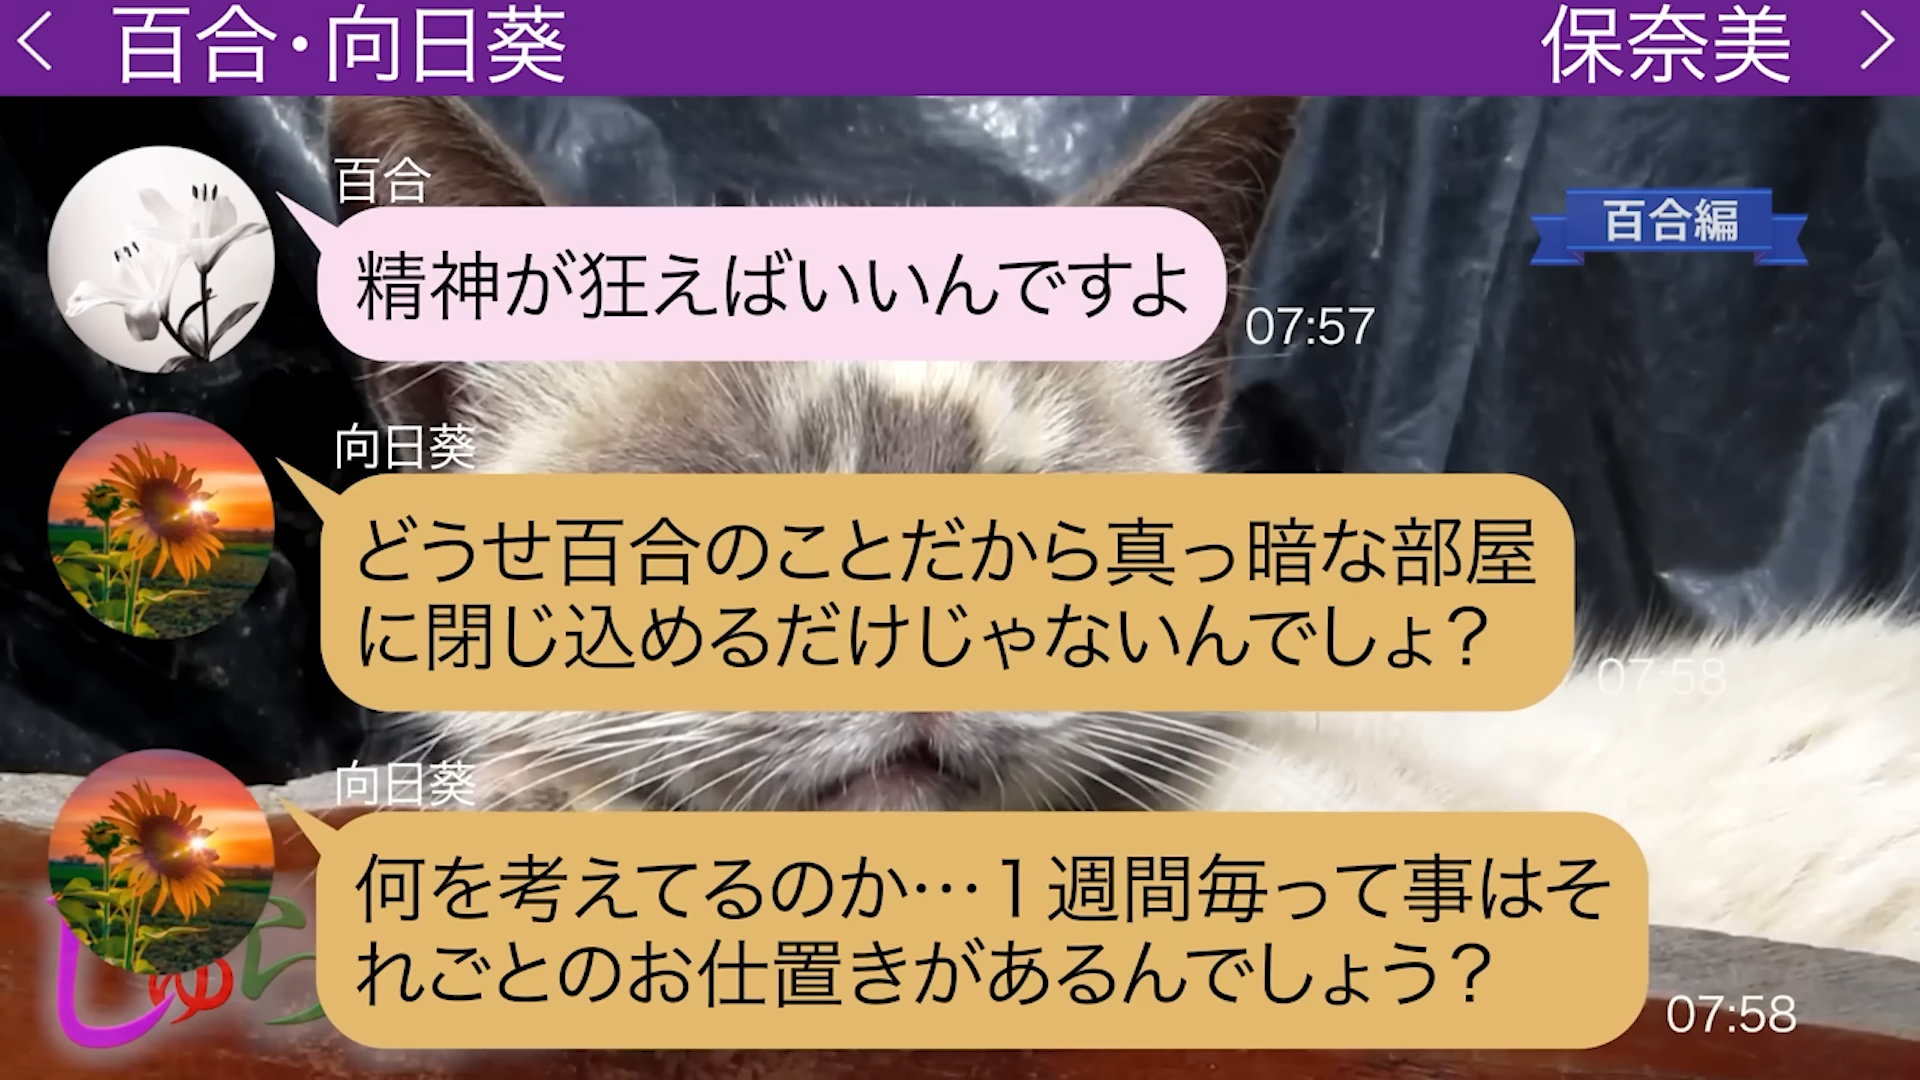 百合・向日葵
保奈美
百合編
百合
精神が狂えばいいんですよ
07:57
向日葵
どうせ百合のことだから真っ暗な部屋
に閉じ込めるだけじゃないんでしょ？
07:58
向日葵
何を考えてるのか…１週間毎って事はそ
れごとのお仕置きがあるんでしょう？
07:58
しゅら